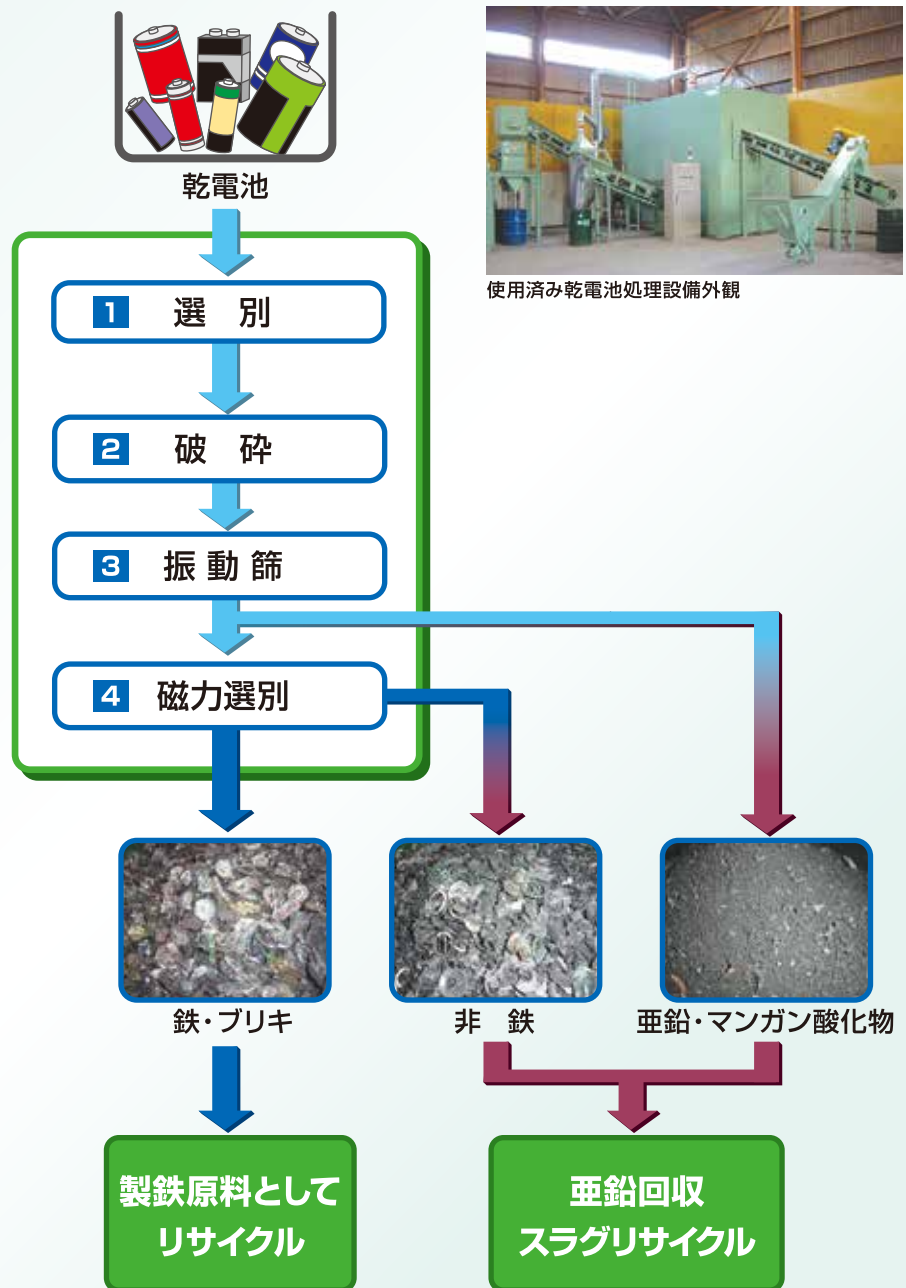 乾電池
使用済み乾電池処理設備外観
1 選 別
2 破 砕
3 振動篩
4 磁力選別
鉄・ブリキ
非 鉄
亜鉛・マンガン酸化物
製鉄原料として
リサイクル
亜鉛回収
スラグリサイクル